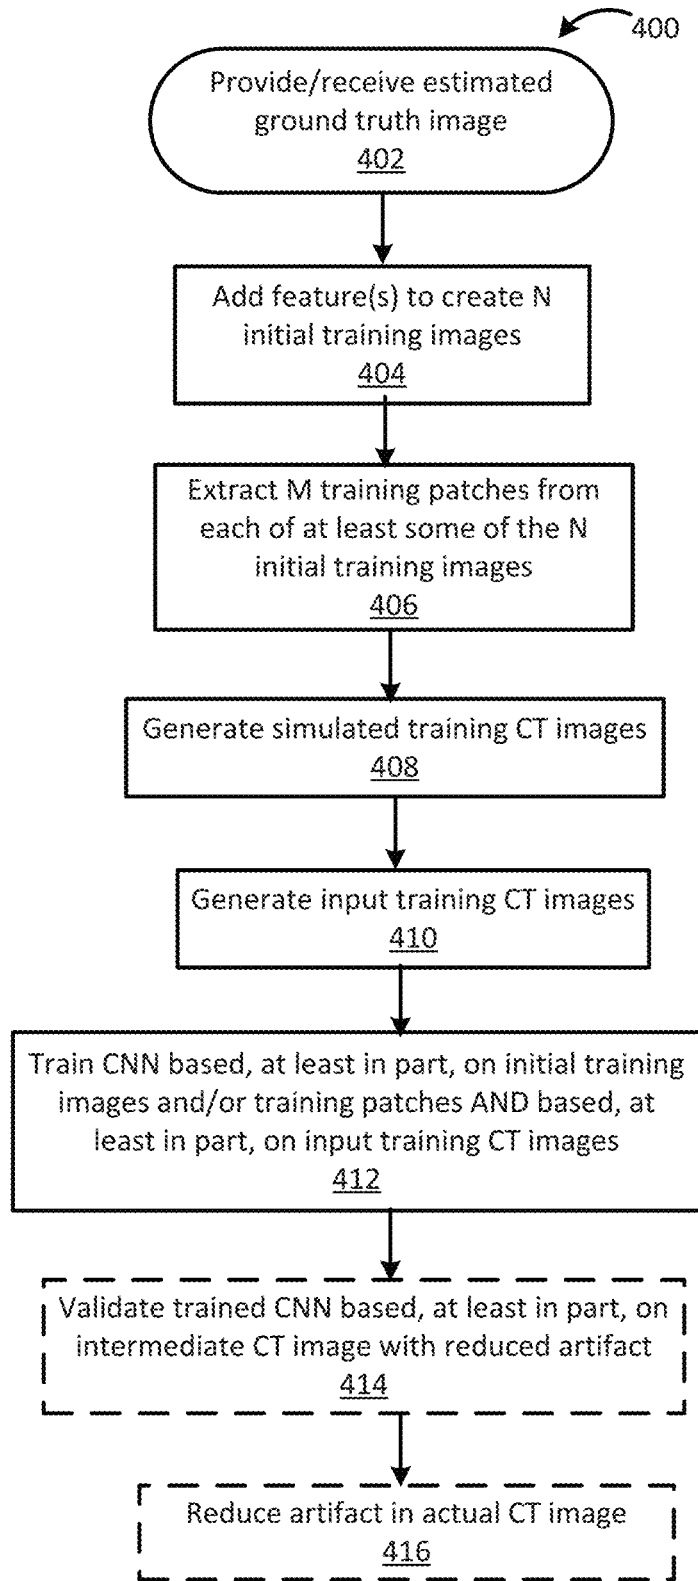 400
Provide/receive estimated
ground truth image
402
Add feature(s) to create N
initial training images
404
Extract M training patches from
each of at least some of the N
initial training images
406
Generate simulated training CT images
408
Generate input training CT images
410
Train CNN based, at least in part, on initial training
images and/or training patches AND based, at
least in part, on input training CT images
412
Validate trained CNN based, at least in part, on
intermediate CT image with reduced artifact
414
Reduce artifact in actual CT image
416